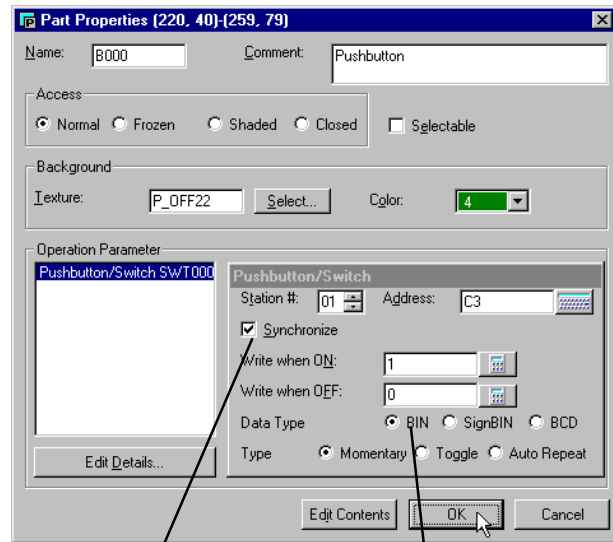 Part Properties (220, 40)-(259, 79)
Name: B000 Comment: Pushbutton
Access
Normal Frozen Shaded Closed Selectable
Background
Texture: P_OFF22 Select... Color: 4
Operation Parameter
Pushbutton/Switch SWT000
Pushbutton/Switch
Station #: 01 Address: C3
Synchronize
Write when ON: 1
Write when OFF: 0
Data Type BIN SignBIN BCD
Type Momentary Toggle Auto Repeat
Edit Details...
Edit Contents OK Cancel